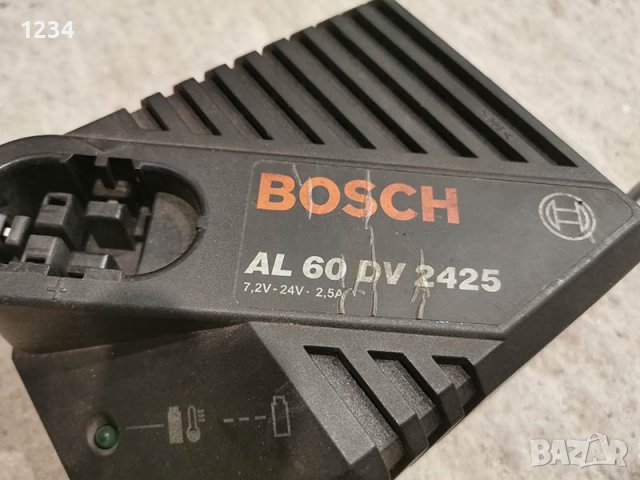 1234
BOSCH
AL 60 DV 2425
7,2V-24V · 2,5A
BAZAR